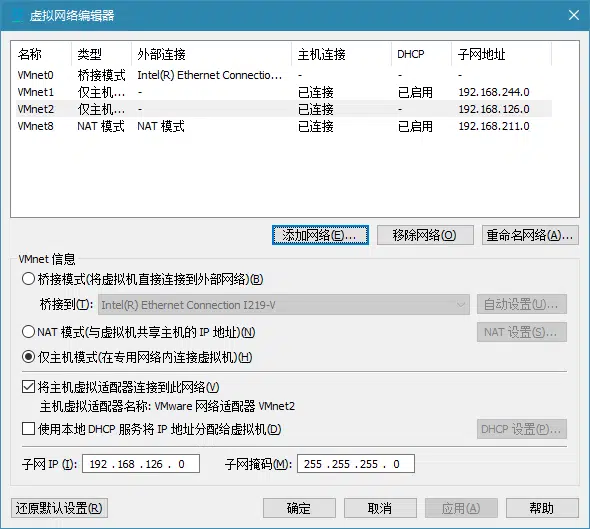 虚拟网络编辑器
名称 类型 外部连接 主机连接 DHCP 子网地址
VMnet0 桥接模式 Intel(R) Ethernet Connectio... - - -
VMnet1 仅主机... - 已连接 已启用 192.168.244.0
VMnet2 仅主机... - 已连接 - 192.168.126.0
VMnet8 NAT 模式 NAT 模式 已连接 已启用 192.168.211.0
添加网络(E)... 移除网络(O) 重命名网络(A)...
VMnet 信息
桥接模式(将虚拟机直接连接到外部网络)(B)
桥接到(T): Intel(R) Ethernet Connection I219-V 自动设置(U)...
NAT 模式(与虚拟机共享主机的 IP 地址)(N) NAT 设置(S)...
仅主机模式(在专用网络内连接虚拟机)(H)
将主机虚拟适配器连接到此网络(V)
主机虚拟适配器名称: VMware 网络适配器 VMnet2
使用本地 DHCP 服务将 IP 地址分配给虚拟机(D) DHCP 设置(P)...
子网 IP (I): 192 . 168 . 126 . 0 子网掩码(M): 255 . 255 . 255 . 0
还原默认设置(R) 确定 取消 应用(A) 帮助